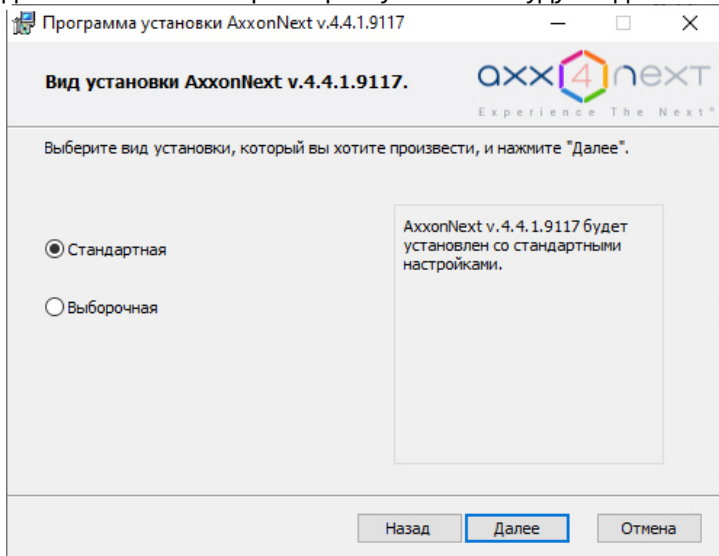 Программа установки AxxonNext v.4.4.1.9117
Вид установки AxxonNext v.4.4.1.9117.
axx4next
Experience The Next
Выберите вид установки, который вы хотите произвести, и нажмите "Далее".
Стандартная
AxxonNext v.4.4.1.9117 будет
установлен со стандартными
настройками.
Выборочная
Назад
Далее
Отмена